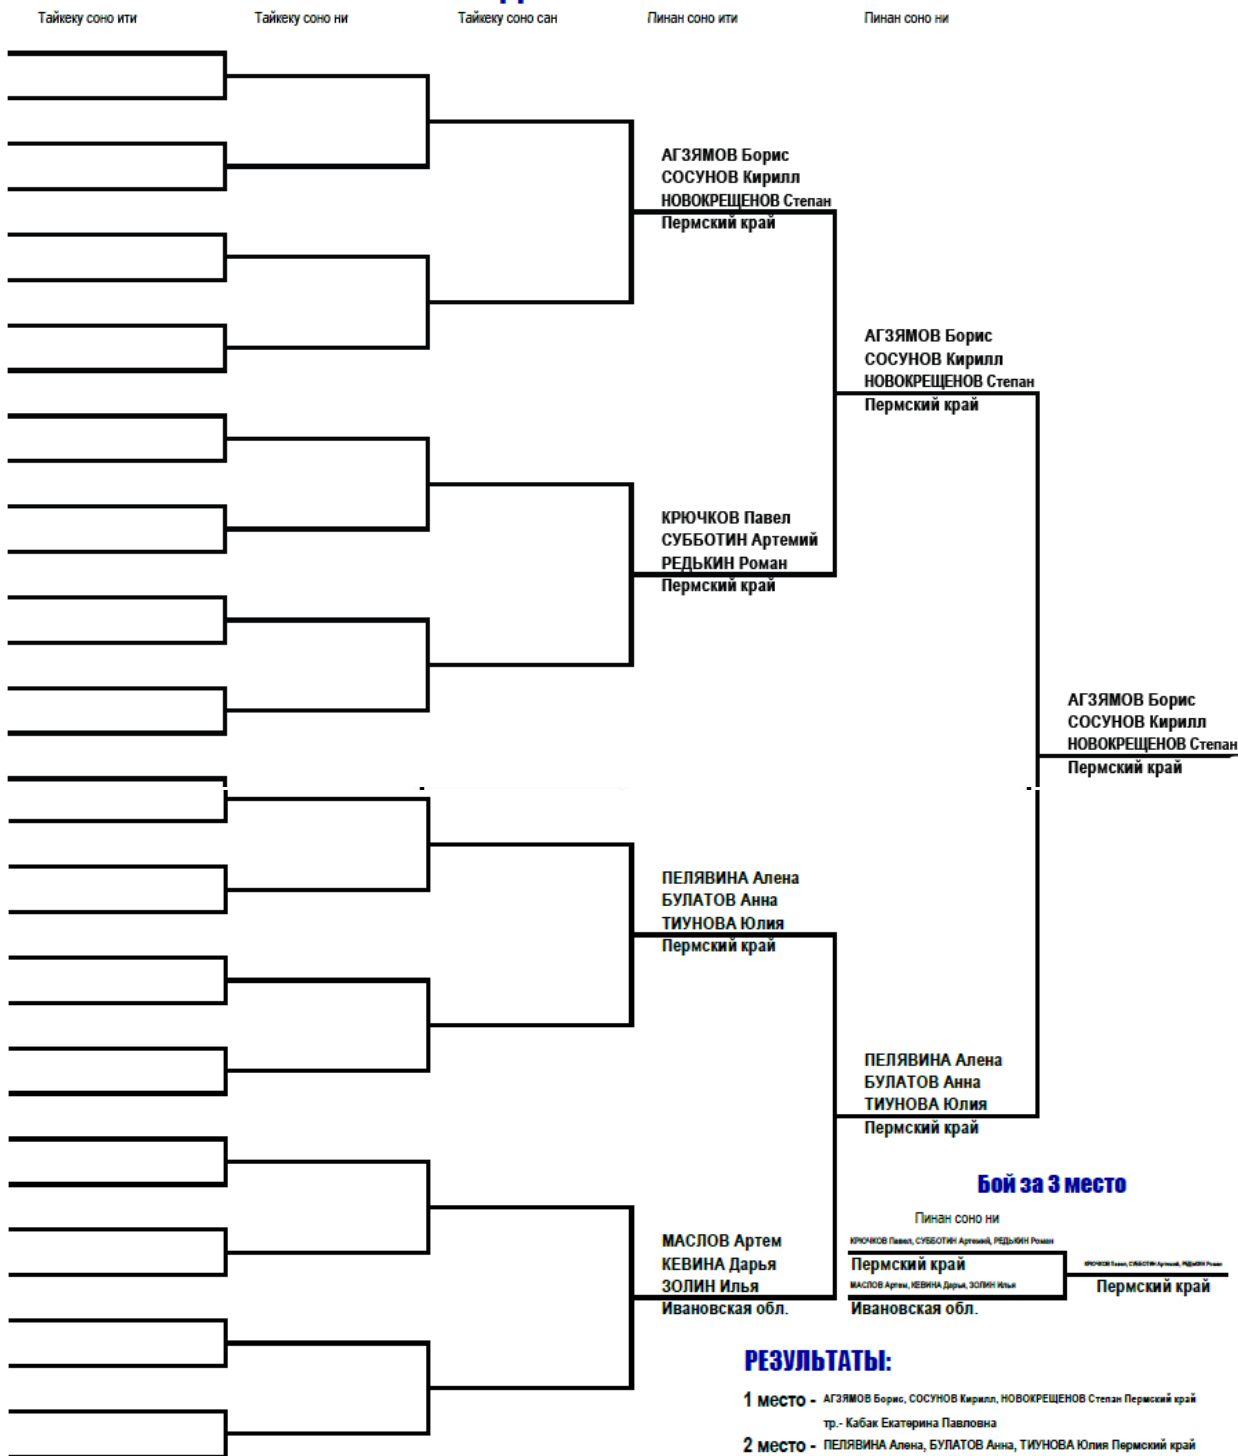 Тайкеку соно ити
Тайкеку соно ни
Тайкеку соно сан
Пинан соно ити
Пинан соно ни
АГЗЯМОВ Борис
СОСУНОВ Кирилл
НОВОКРЕЩЕНОВ Степан
Пермский край
АГЗЯМОВ Борис
СОСУНОВ Кирилл
НОВОКРЕЩЕНОВ Степан
Пермский край
КРЮЧКОВ Павел
СУББОТИН Артемий
РЕДЬКИН Роман
Пермский край
АГЗЯМОВ Борис
СОСУНОВ Кирилл
НОВОКРЕЩЕНОВ Степан
Пермский край
ПЕЛЯВИНА Алена
БУЛАТОВ Анна
ТИУНОВА Юлия
Пермский край
ПЕЛЯВИНА Алена
БУЛАТОВ Анна
ТИУНОВА Юлия
Пермский край
МАСЛОВ Артем
КЕВИНА Дарья
ЗОЛИН Илья
Ивановская обл.
Бой за 3 место
Пинан соно ни
КРЮЧКОВ Павел, СУББОТИН Артемий, РЕДЬКИН Роман
Пермский край
МАСЛОВ Артем, КЕВИНА Дарья, ЗОЛИН Илья
Ивановская обл.
КРЮЧКОВ Павел, СУББОТИН Артемий, РЕДЬКИН Роман
Пермский край
РЕЗУЛЬТАТЫ:
1 место - АГЗЯМОВ Борис, СОСУНОВ Кирилл, НОВОКРЕЩЕНОВ Степан Пермский край
тр.- Кабак Екатерина Павловна
2 место - ПЕЛЯВИНА Алена, БУЛАТОВ Анна, ТИУНОВА Юлия Пермский край